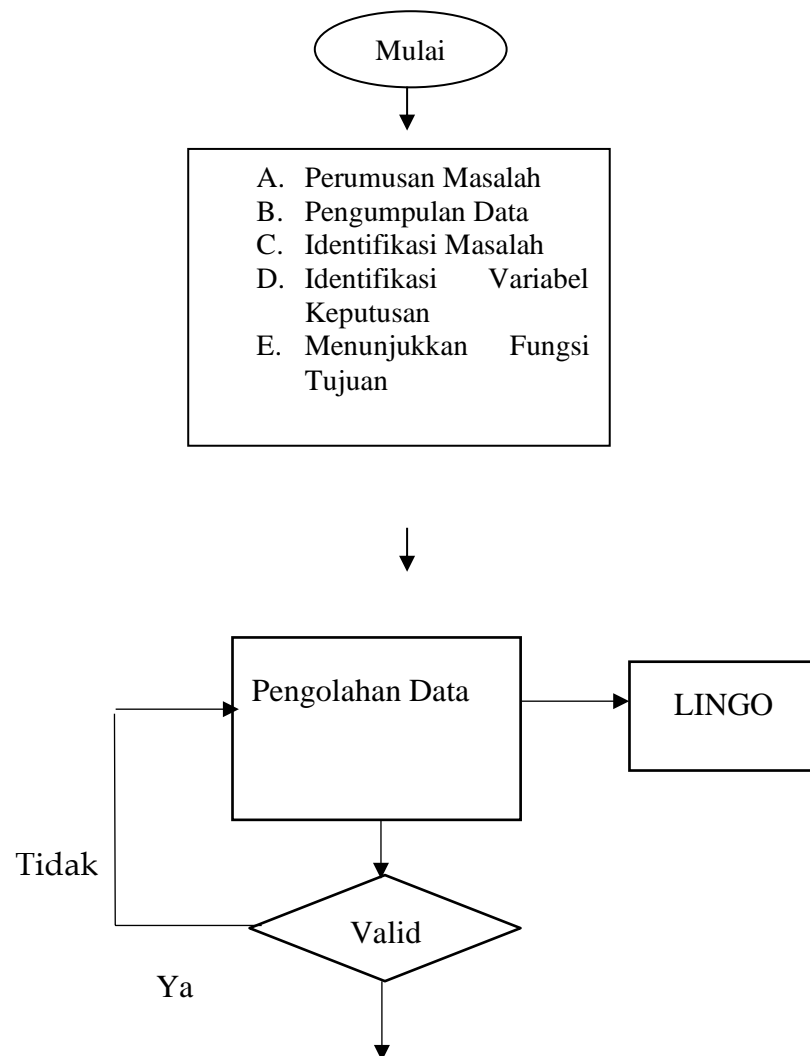 Mulai
A. Perumusan Masalah
B. Pengumpulan Data
C. Identifikasi Masalah
D. Identifikasi Variabel
Keputusan
E. Menunjukkan Fungsi
Tujuan
Pengolahan Data
LINGO
Tidak
Valid
Ya